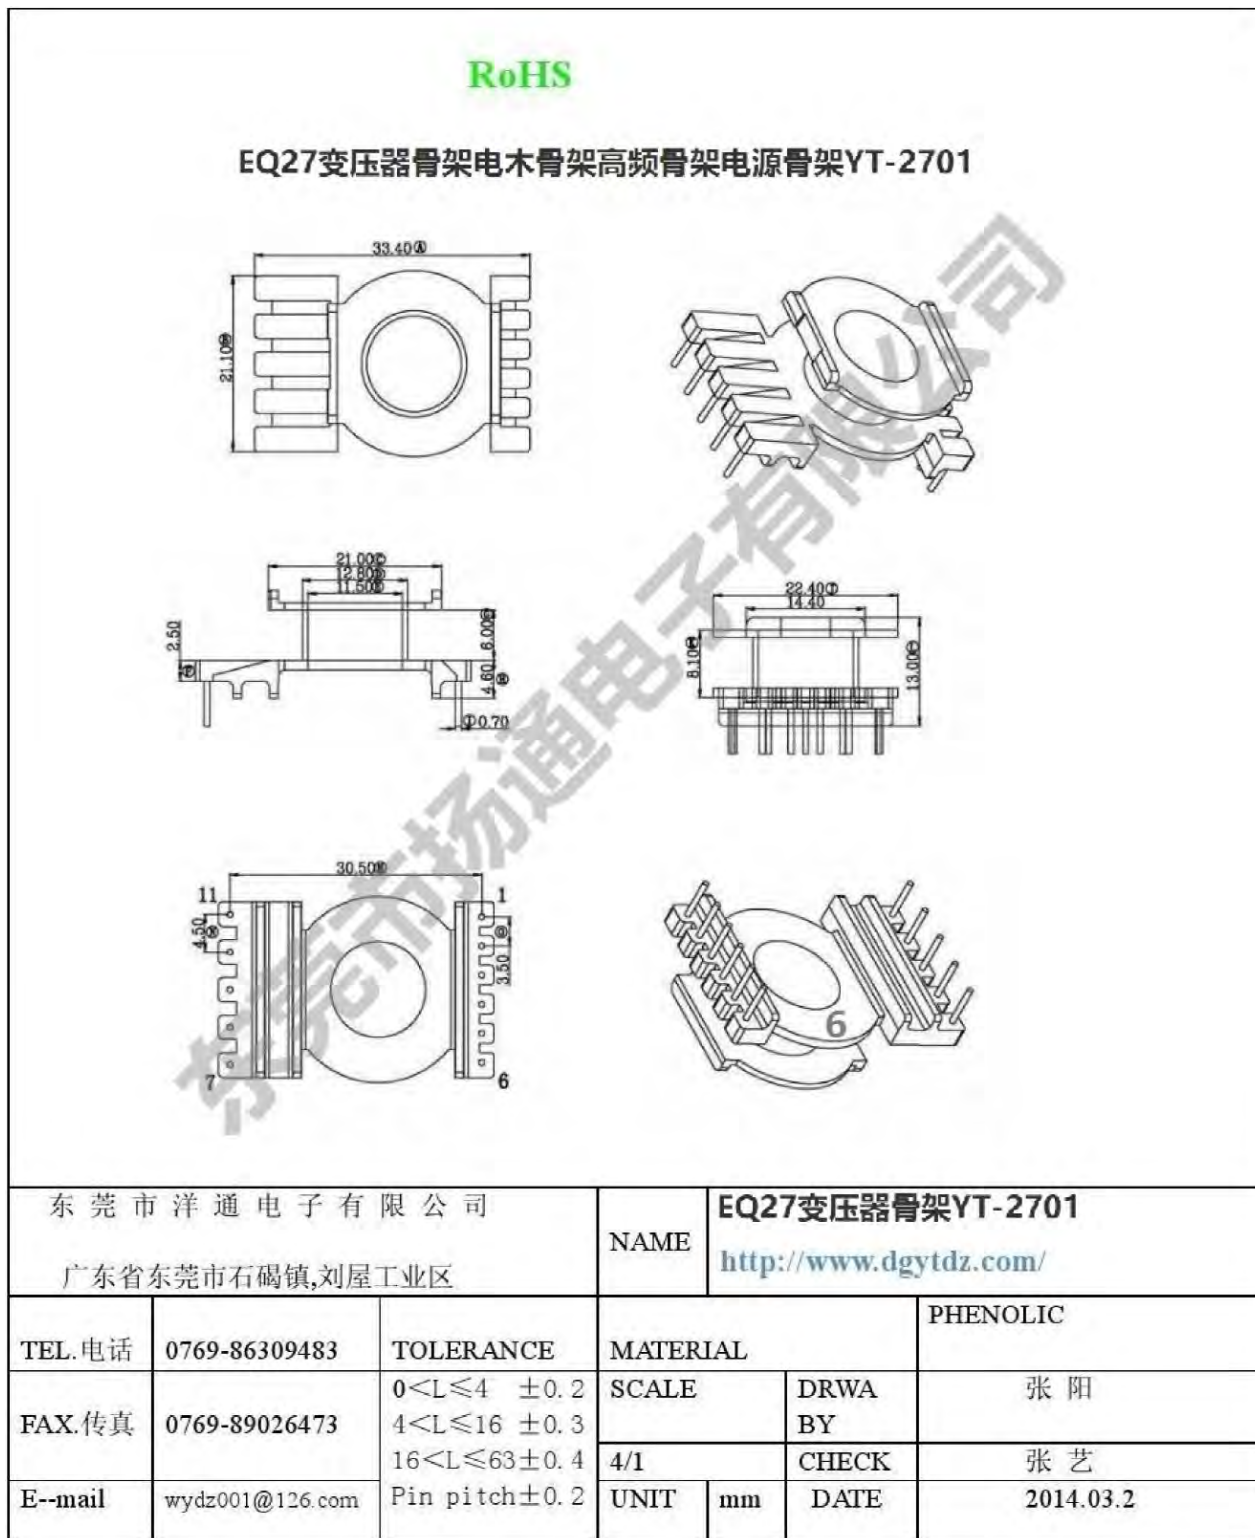 RoHS
EQ27变压器骨架电木骨架高频骨架电源骨架YT-2701
33.40Ⓐ
21.10Ⓑ
21.00Ⓒ
12.80Ⓓ
11.50Ⓔ
2.50
Ⓕ
6.00Ⓖ
4.60
Ⓙ0.70
22.40
14.40
8.10Ⓗ
13.00
30.50
11
1
4.50
3.50
7
6
6
东莞市扬通电子有限公司
东莞市洋通电子有限公司
广东省东莞市石碣镇,刘屋工业区
NAME
EQ27变压器骨架YT-2701
http://www.dgytdz.com/
TEL.电话
0769-86309483
TOLERANCE
MATERIAL
PHENOLIC
FAX.传真
0769-89026473
0<L≤4 ±0.2
4<L≤16 ±0.3
16<L≤63±0.4
Pin pitch±0.2
SCALE
4/1
DRWA
BY
张 阳
CHECK
张 艺
E--mail
wydz001@126.com
UNIT
mm
DATE
2014.03.2